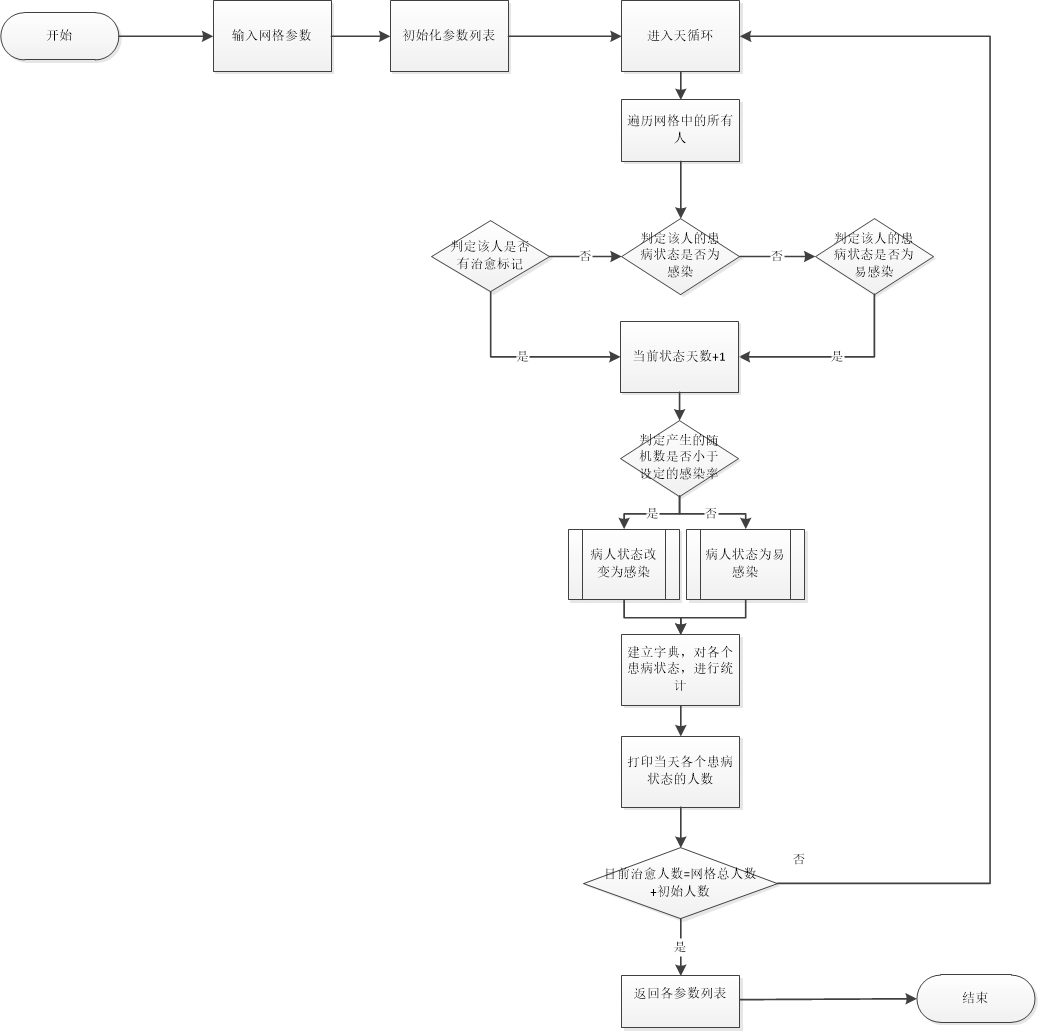 开始
输入网格参数
初始化参数列表
进入天循环
遍历网格中的所有
人
判定该人是否
有治愈标记
否
判定该人的患
病状态是否为
感染
否
判定该人的患
病状态是否为
易感染
是
当前状态天数+1
是
判定产生的随
机数是否小于
设定的感染率
是
否
病人状态改
变为感染
病人状态为易
感染
建立字典，对各个
患病状态，进行统
计
打印当天各个患病
状态的人数
否
目前治愈人数=网格总人数
+初始人数
是
返回各参数列表
结束